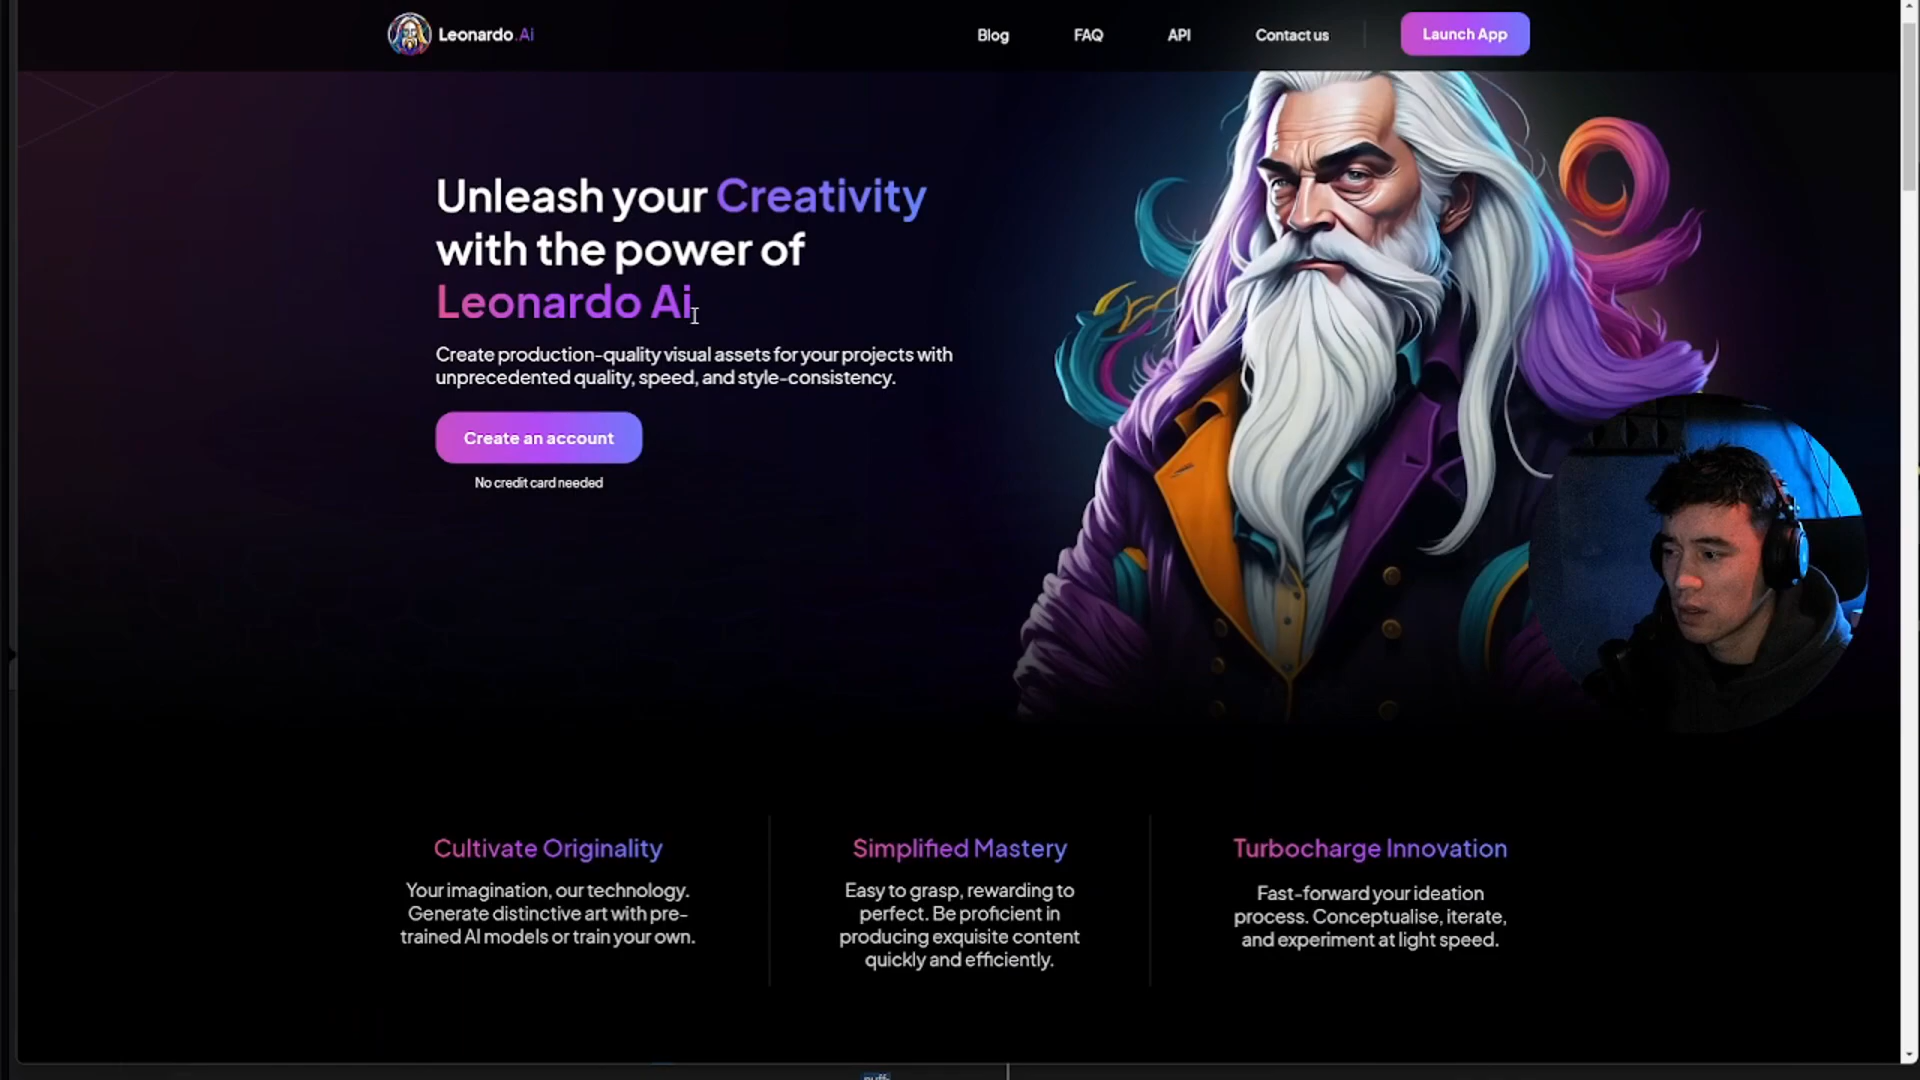 Leonardo.Ai
Blog
FAQ
API
Contact us
Launch App
Unleash your Creativity
with the power of
Leonardo Ai
Create production-quality visual assets for your projects with
unprecedented quality, speed, and style-consistency.
Create an account
No credit card needed
Cultivate Originality
Your imagination, our technology.
Generate distinctive art with pre-
trained AI models or train your own.
Simplified Mastery
Easy to grasp, rewarding to
perfect. Be proficient in
producing exquisite content
quickly and efficiently.
Turbocharge Innovation
Fast-forward your ideation
process. Conceptualise, iterate,
and experiment at light speed.